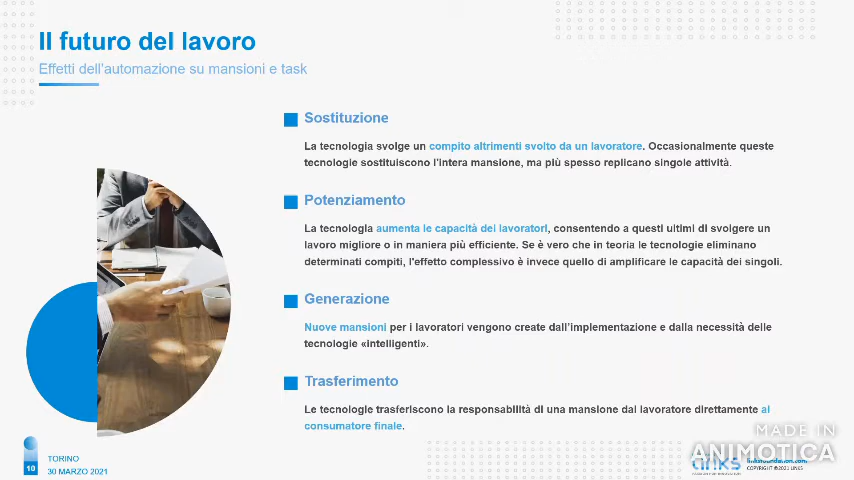 Il futuro del lavoro
Effetti dell'automazione su mansioni e task
Sostituzione
La tecnologia svolge un compito altrimenti svolto da un lavoratore. Occasionalmente queste
tecnologie sostituiscono l'intera mansione, ma più spesso replicano singole attività.
Potenziamento
La tecnologia aumenta le capacità dei lavoratori, consentendo a questi ultimi di svolgere un
lavoro migliore o in maniera più efficiente. Se è vero che in teoria le tecnologie eliminano
determinati compiti, l'effetto complessivo è invece quello di amplificare le capacità dei singoli.
Generazione
Nuove mansioni per i lavoratori vengono create dall'implementazione e dalla necessità delle
tecnologie «intelligenti».
Trasferimento
Le tecnologie trasferiscono la responsabilità di una mansione dal lavoratore direttamente al
consumatore finale.
MADE IN
ANIMOTICA
10
TORINO
30 MARZO 2021
LINKS
COPYRIGHT ©2021 LINKS